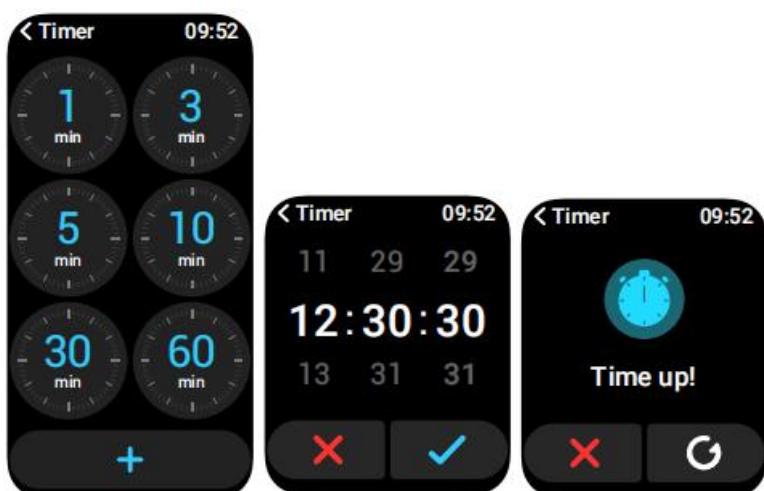 < Timer 09:52
1 3
min min
5 10
min min
30 60
min min
+
< Timer 09:52
11 29 29
12:30:30
13 31 31
< Timer 09:52
Time up!